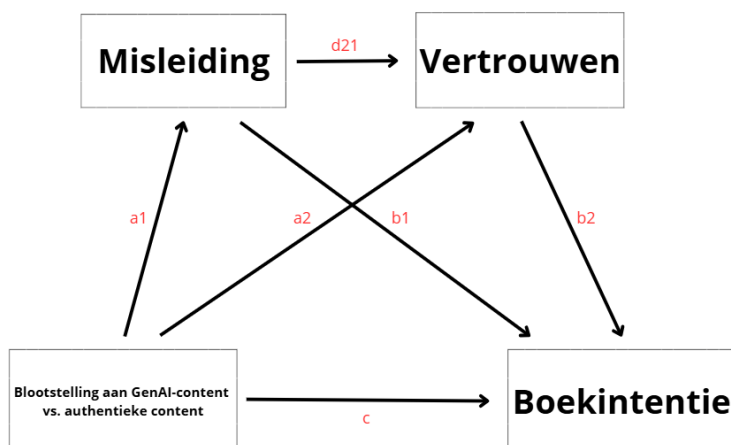 Misleiding
d21
Vertrouwen
a1
a2
b1
b2
Blootstelling aan GenAI-content
vs. authentieke content
c
Boekintentie